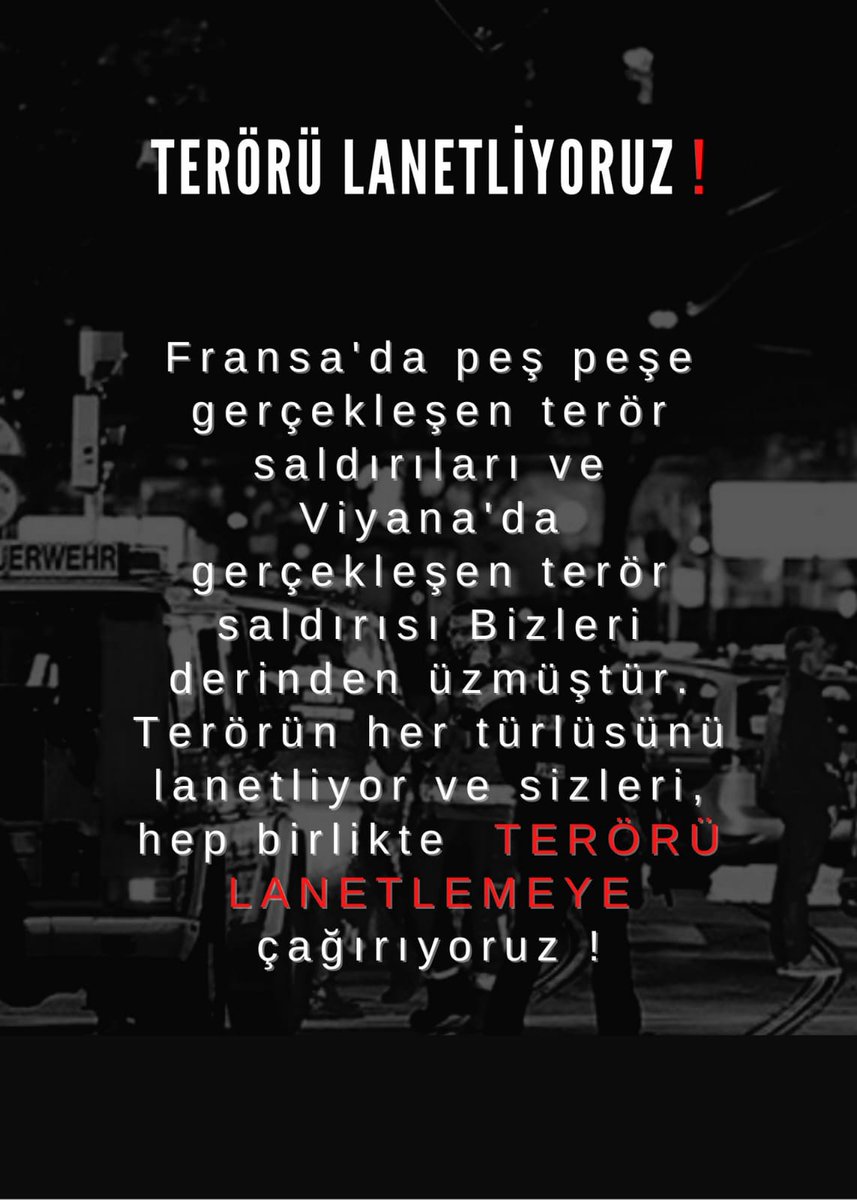 TERÖRÜ LANETLİYORUZ !
Fransa'da peş peşe
gerçekleşen terör
saldırıları ve
Viyana'da
gerçekleşen terör
UERWEHR
saldırısı Bizleri
derinden üzmüştür.
Terörün her türlüsünü
lanetliyor ve sizleri,
hep birlikte TERÖRÜ
LANETLEMEYE
çağırıyoruz !